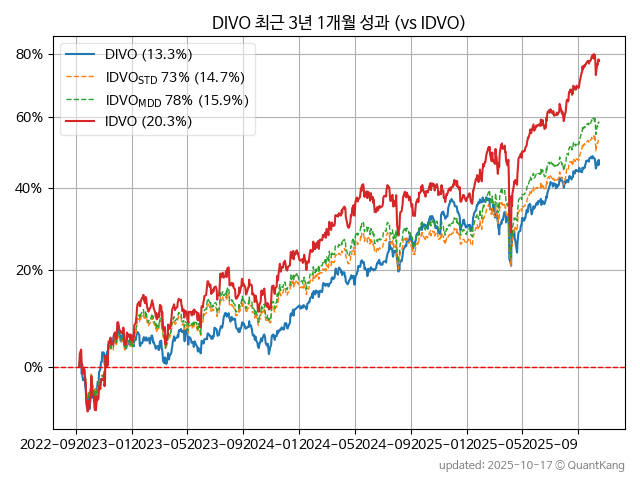 DIVO 최근 3년 1개월 성과 (vs IDVO)
DIVO (13.3%)
IDVO_STD 73% (14.7%)
IDVO_MDD 78% (15.9%)
IDVO (20.3%)
80%
60%
40%
20%
0%
2022-09 2023-01 2023-05 2023-09 2024-01 2024-05 2024-09 2025-01 2025-05 2025-09
updated: 2025-10-17 © QuantKang